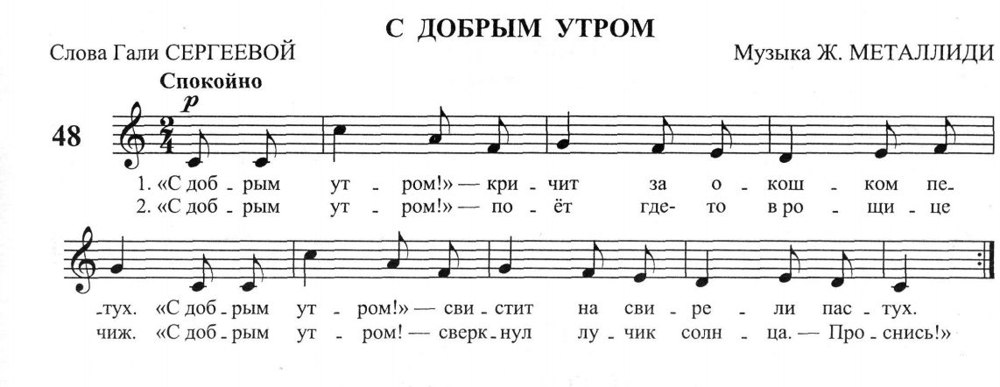 С ДОБРЫМ УТРОМ
Слова Гали СЕРГЕЕВОЙ Музыка Ж. МЕТАЛЛИДИ
Спокойно
p
48
2
4
1. «С доб - рым ут - ром!» — кри - чит за о - кош - ком пе-
2. «С доб - рым ут - ром!» — по - ёт где- то в ро - щи - це
-тух. «С доб - рым ут - ром!» — сви - стит на сви - ре - ли пас - тух.
чиж. «С доб - рым ут - ром! — сверк - нул лу - чик солн - ца. — Про - снись!»